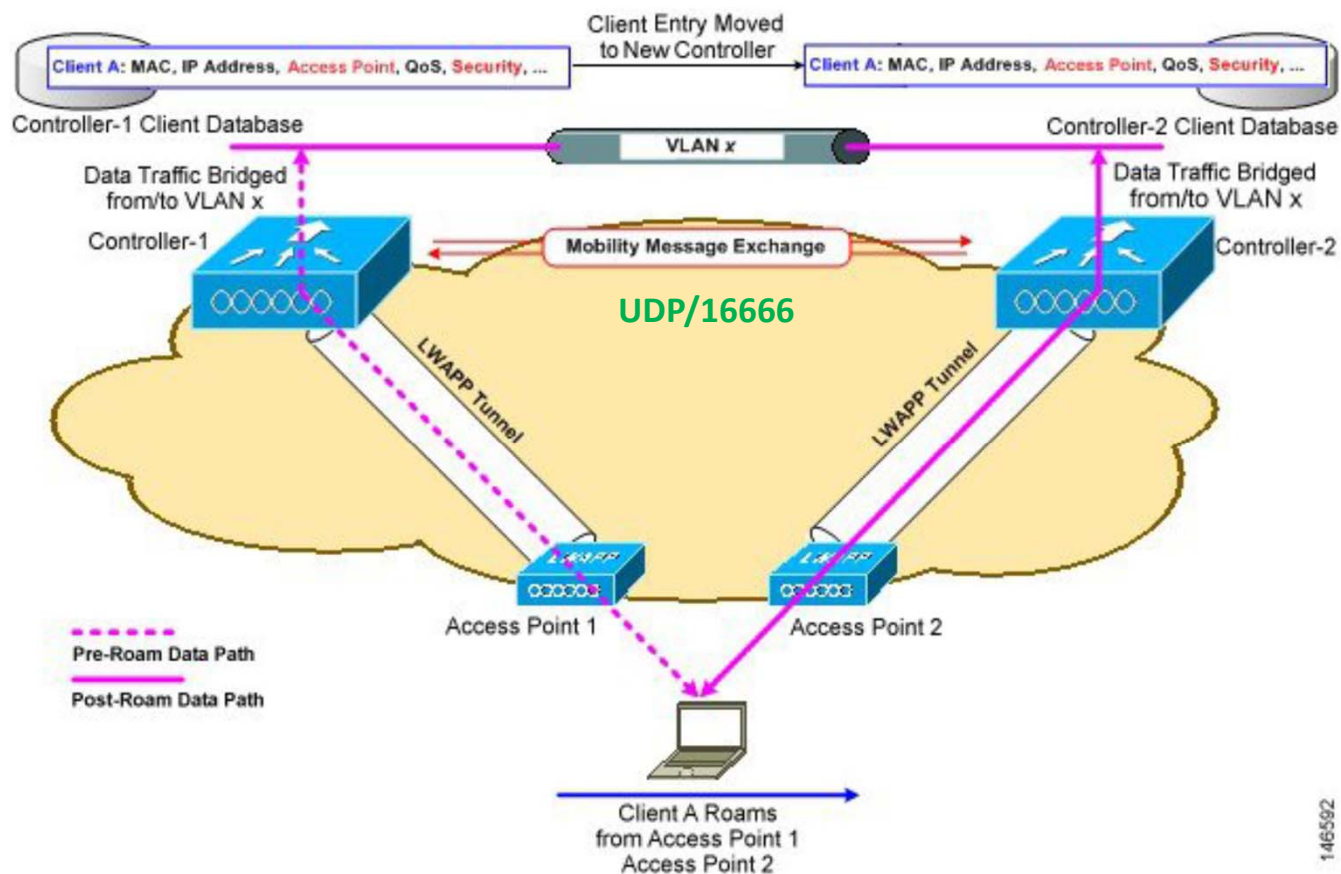 Client Entry Moved
to New Controller
Client A: MAC, IP Address, Access Point, QoS, Security, ...
Client A: MAC, IP Address, Access Point, QoS, Security, ...
Controller-1 Client Database
Controller-2 Client Database
VLAN x
Data Traffic Bridged
from/to VLAN x
Data Traffic Bridged
from/to VLAN x
Controller-1
Mobility Message Exchange
Controller-2
UDP/16666
LWAPP Tunnel
LWAPP Tunnel
LWAPP
LWAPP
Access Point 1
Access Point 2
Pre-Roam Data Path
Post-Roam Data Path
Client A Roams
from Access Point 1
Access Point 2
146592